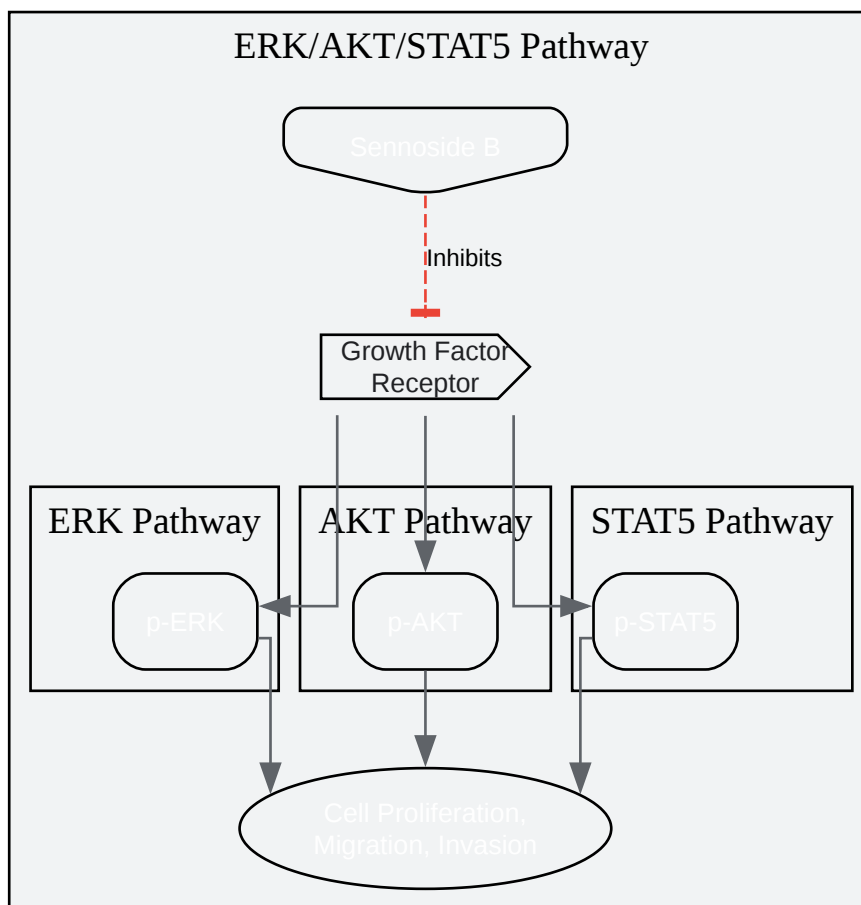 ERK/AKT/STAT5 Pathway
Sennoside B
Inhibits
Growth Factor
Receptor
ERK Pathway
AKT Pathway
STAT5 Pathway
p-ERK
p-AKT
p-STAT5
Cell Proliferation,
Migration, Invasion